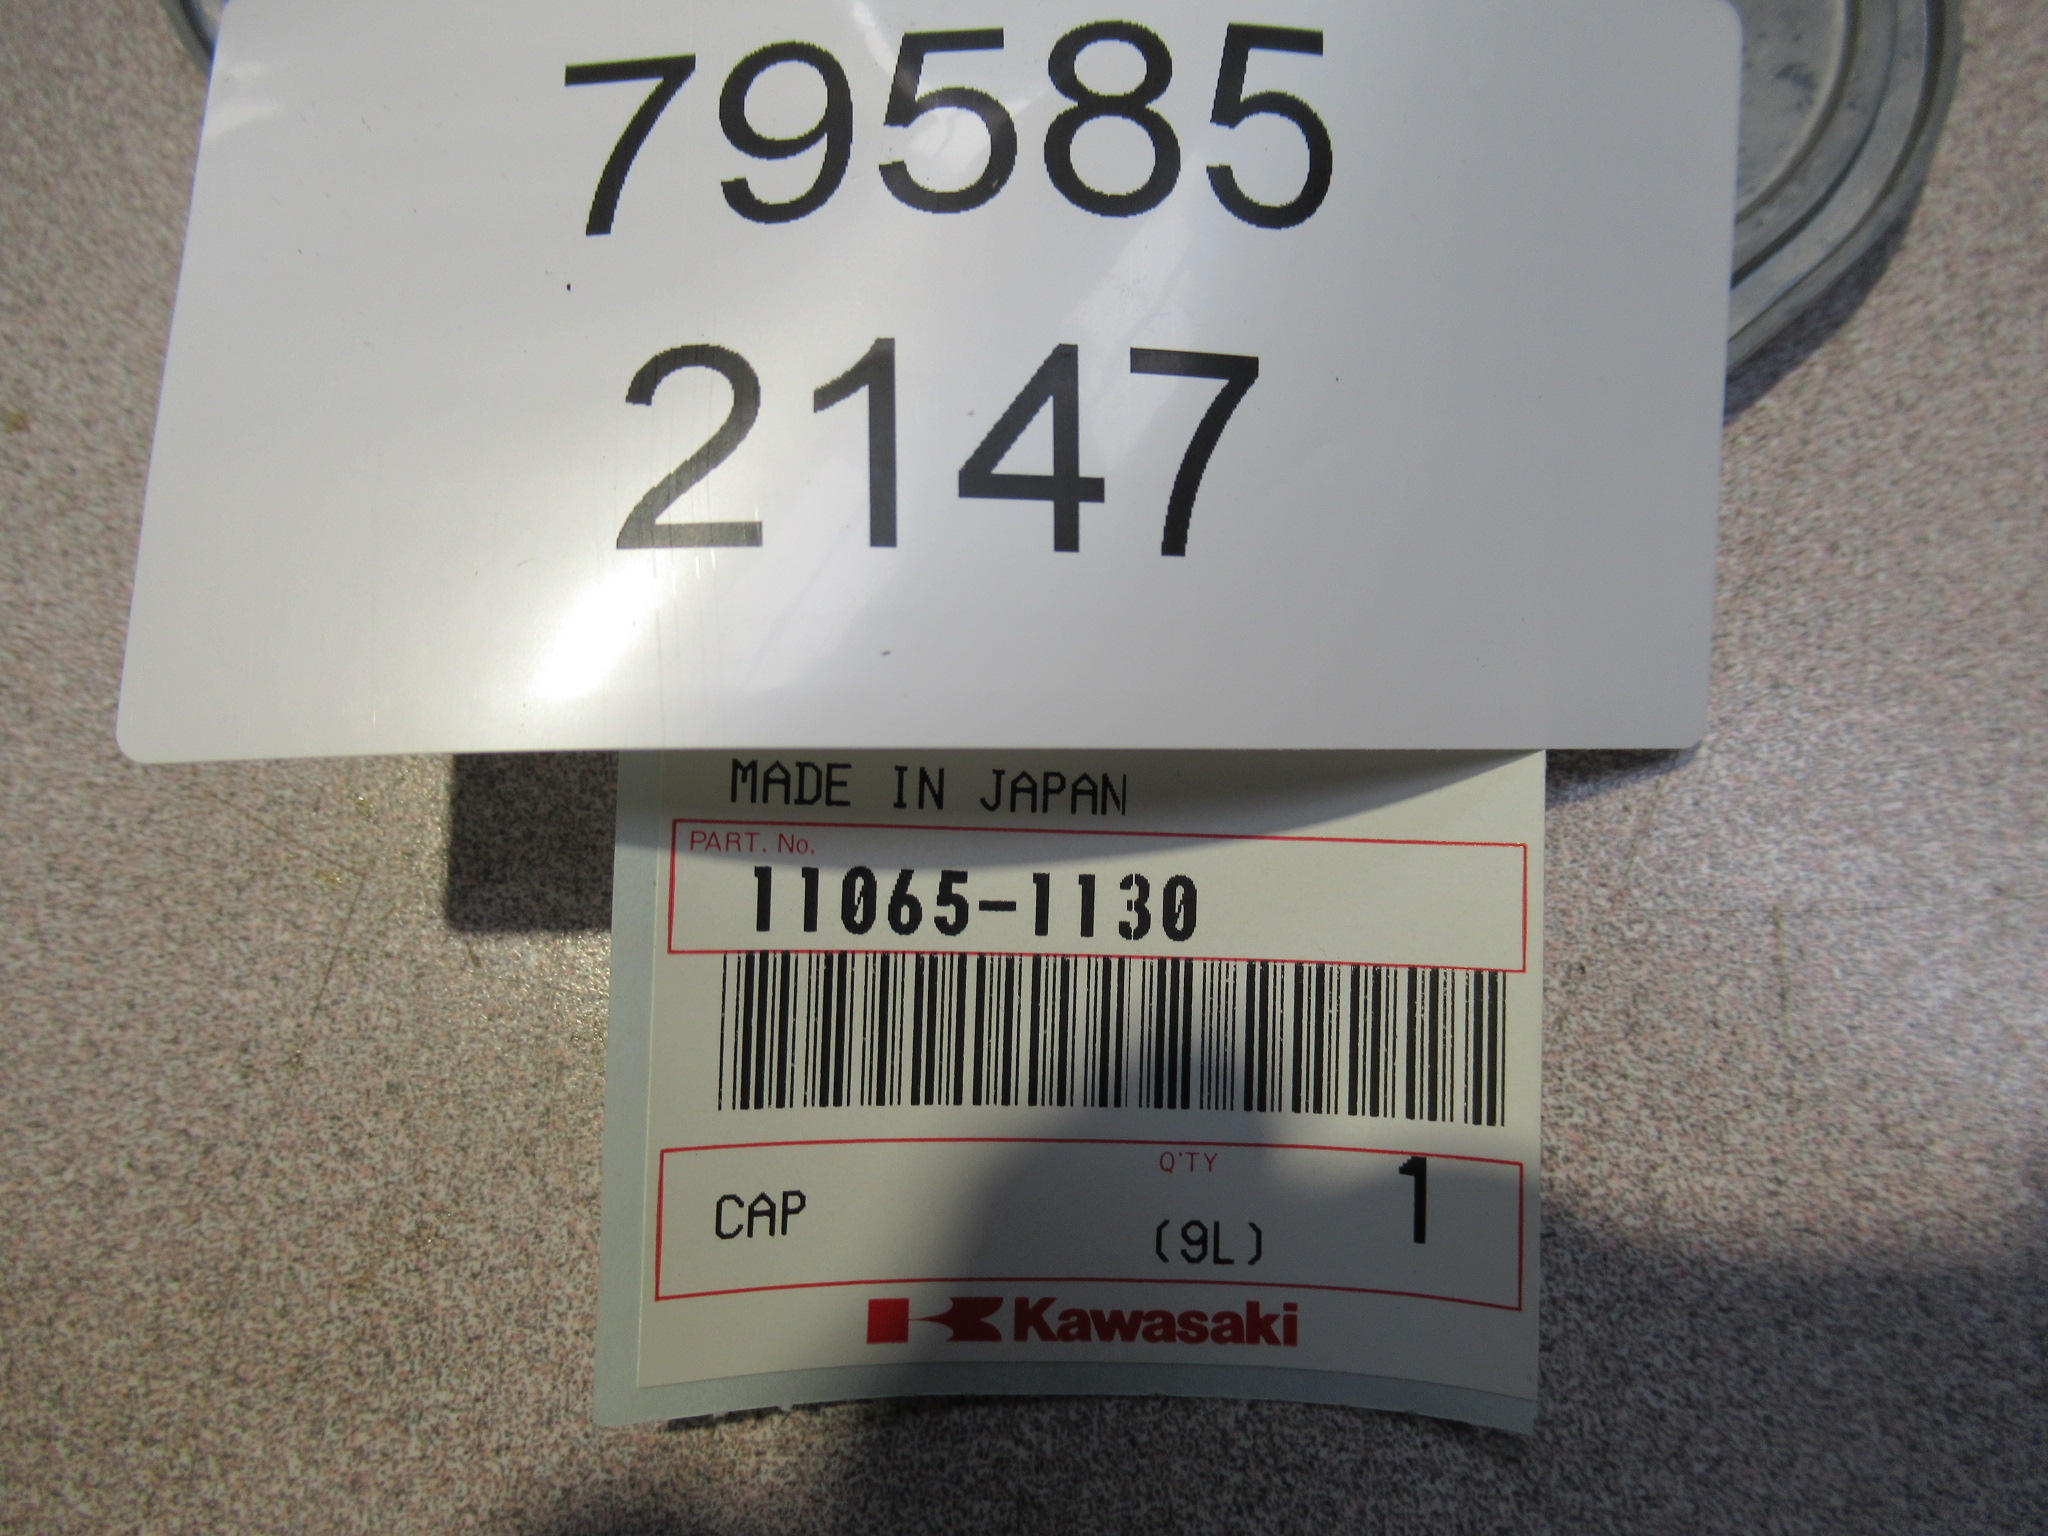 79585
2147
MADE IN JAPAN
PART. No.
11065-1130
Q'TY
CAP (9L) 1
Kawasaki